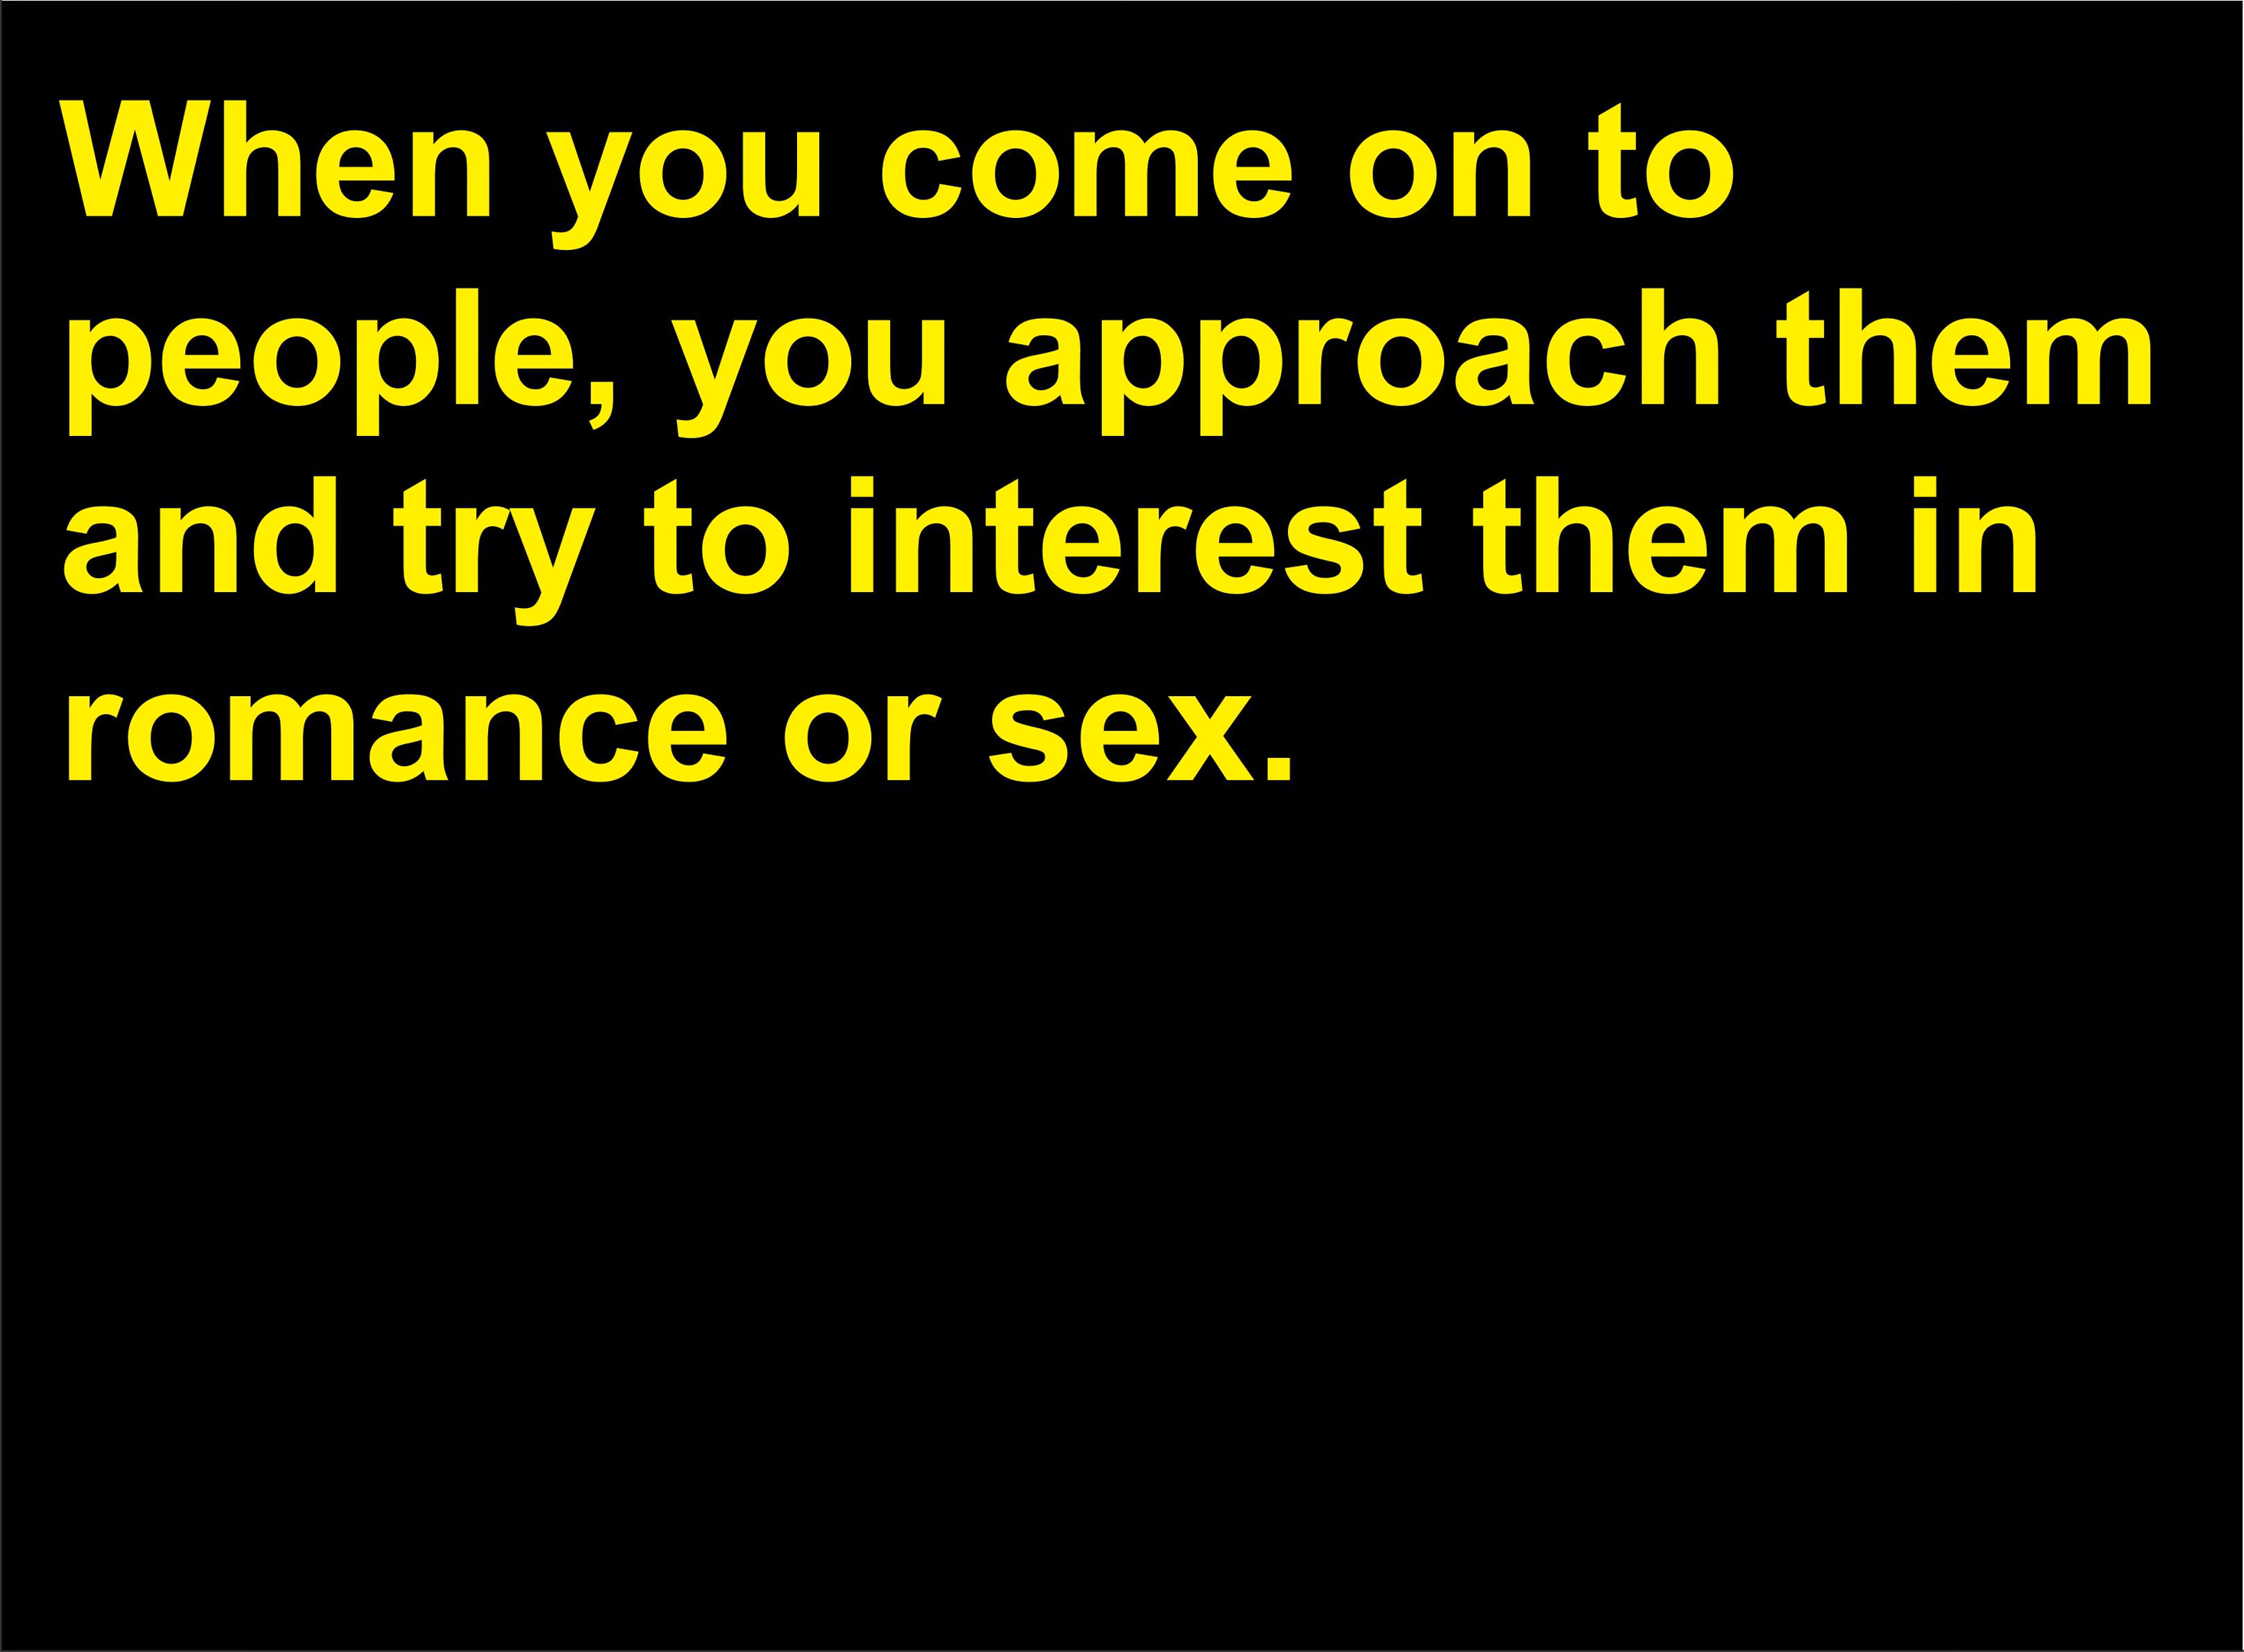 When you come on to
people, you approach them
and try to interest them in
romance or sex.